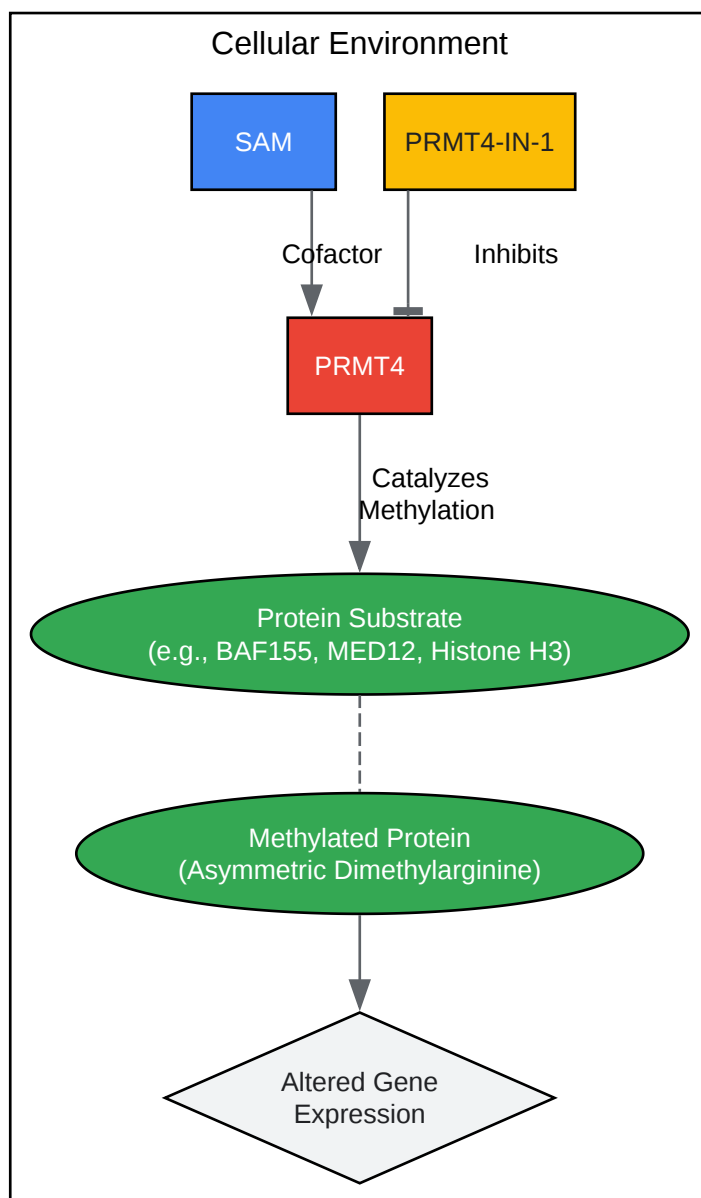 Cellular Environment
SAM
PRMT4-IN-1
Cofactor
Inhibits
PRMT4
Catalyzes
Methylation
Protein Substrate
(e.g., BAF155, MED12, Histone H3)
Methylated Protein
(Asymmetric Dimethylarginine)
Altered Gene
Expression